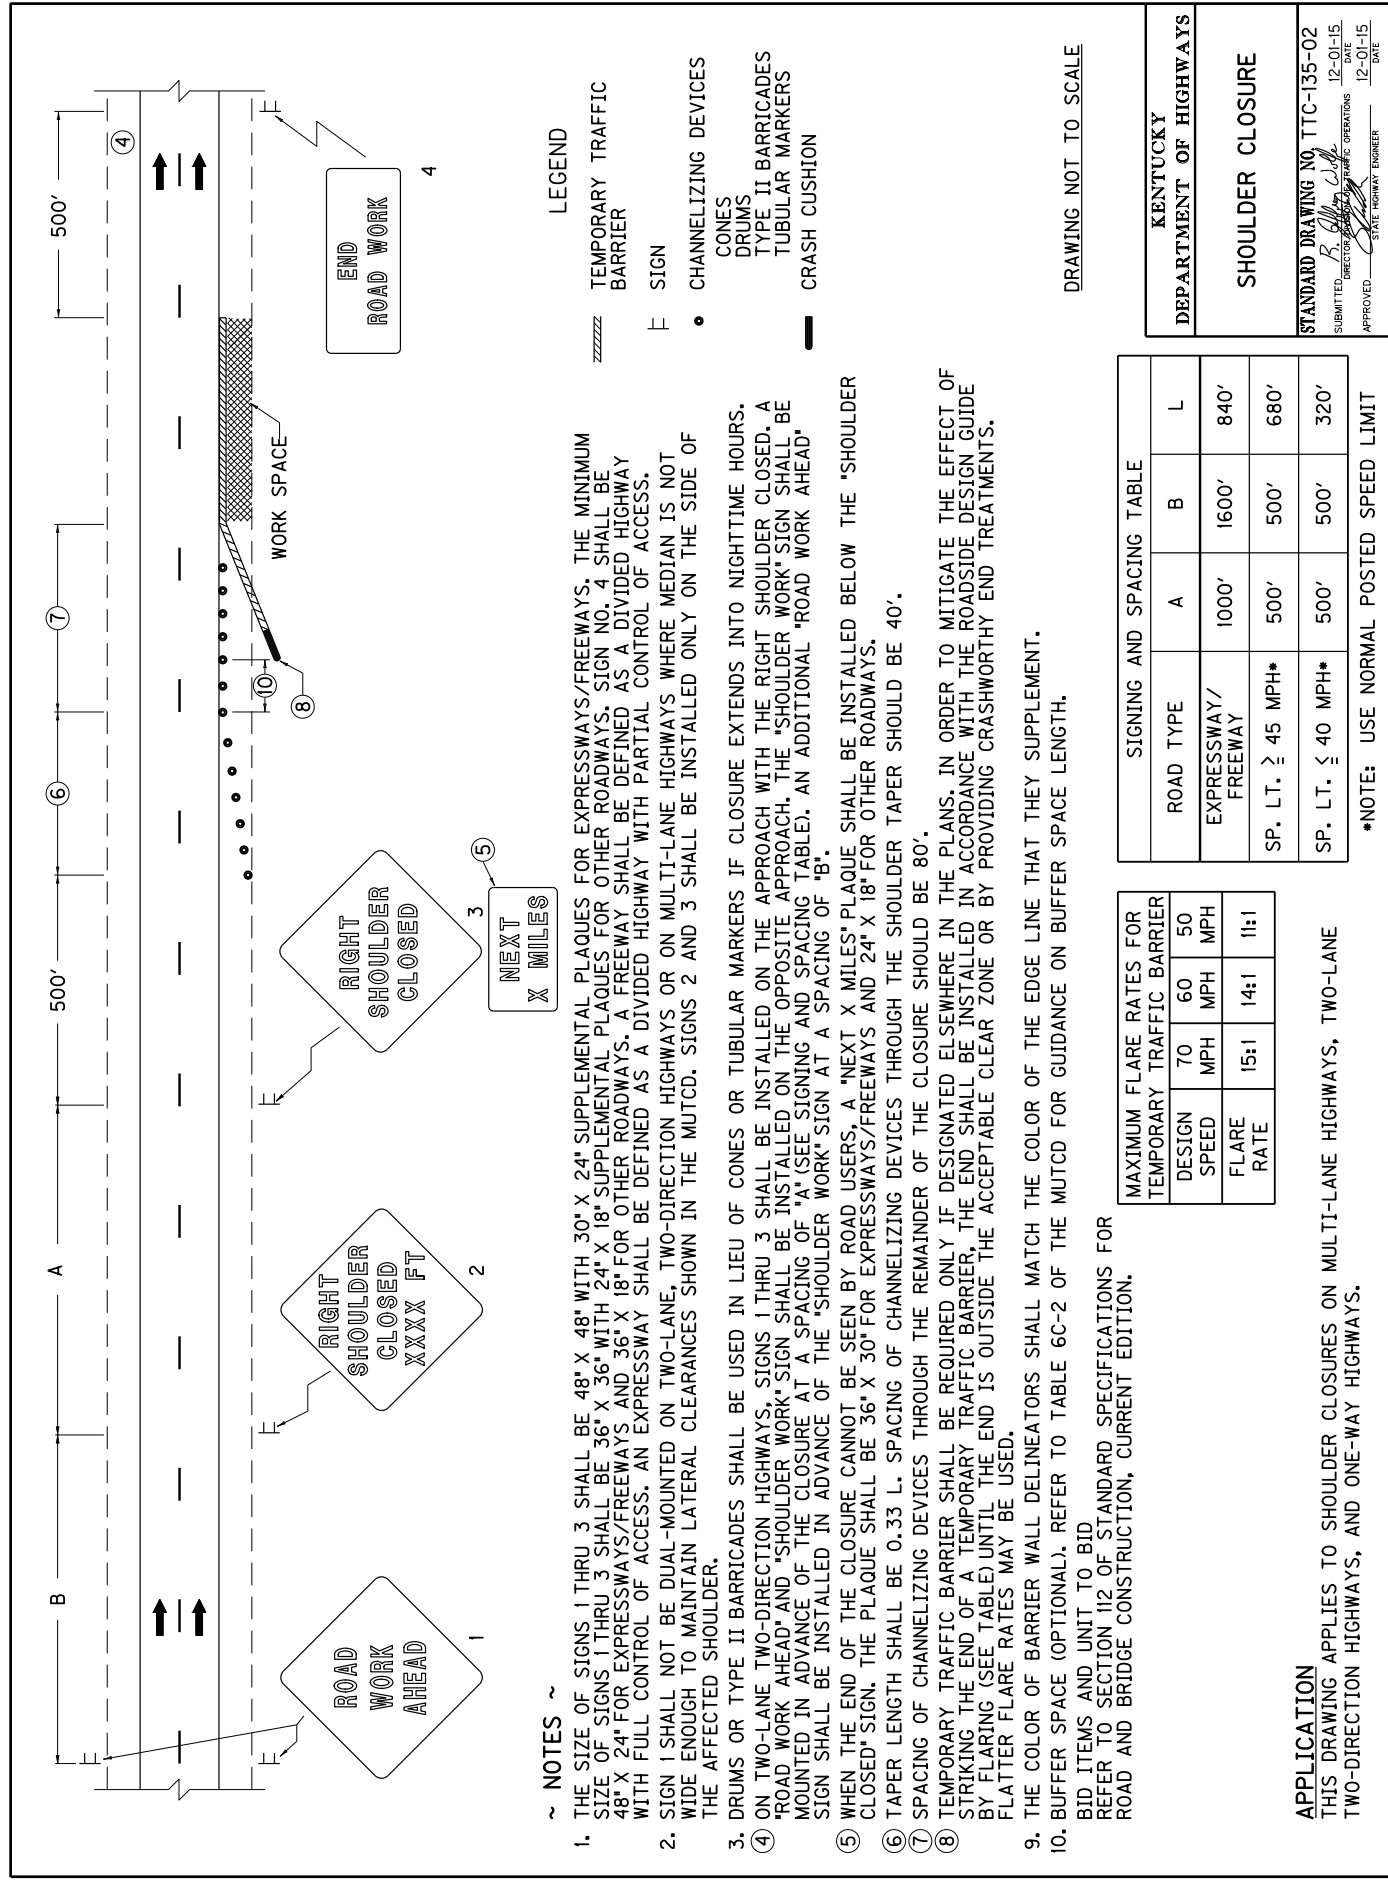 B
A
500'
6
7
500'
4
10
8
WORK SPACE
ROAD
WORK
AHEAD
1
RIGHT
SHOULDER
CLOSED
XXXX FT
2
RIGHT
SHOULDER
CLOSED
3
NEXT
X MILES
5
END
ROAD WORK
4
~ NOTES ~
1. THE SIZE OF SIGNS 1 THRU 3 SHALL BE 48" X 48" WITH 30" X 24" SUPPLEMENTAL PLAQUES FOR EXPRESSWAYS/FREEWAYS. THE MINIMUM
SIZE OF SIGNS 1 THRU 3 SHALL BE 36" X 36" WITH 24" X 18" SUPPLEMENTAL PLAQUES FOR OTHER ROADWAYS. SIGN NO. 4 SHALL BE
48" X 24" FOR EXPRESSWAYS/FREEWAYS AND 36" X 18" FOR OTHER ROADWAYS. A FREEWAY SHALL BE DEFINED AS A DIVIDED HIGHWAY
WITH FULL CONTROL OF ACCESS. AN EXPRESSWAY SHALL BE DEFINED AS A DIVIDED HIGHWAY WITH PARTIAL CONTROL OF ACCESS.
2. SIGN 1 SHALL NOT BE DUAL-MOUNTED ON TWO-LANE, TWO-DIRECTION HIGHWAYS OR ON MULTI-LANE HIGHWAYS WHERE MEDIAN IS NOT
WIDE ENOUGH TO MAINTAIN LATERAL CLEARANCES SHOWN IN THE MUTCD. SIGNS 2 AND 3 SHALL BE INSTALLED ONLY ON THE SIDE OF
THE AFFECTED SHOULDER.
3. DRUMS OR TYPE II BARRICADES SHALL BE USED IN LIEU OF CONES OR TUBULAR MARKERS IF CLOSURE EXTENDS INTO NIGHTTIME HOURS.
4 ON TWO-LANE TWO-DIRECTION HIGHWAYS, SIGNS 1 THRU 3 SHALL BE INSTALLED ON THE APPROACH WITH THE RIGHT SHOULDER CLOSED. A
"ROAD WORK AHEAD" AND "SHOULDER WORK" SIGN SHALL BE INSTALLED ON THE OPPOSITE APPROACH. THE "SHOULDER WORK" SIGN SHALL BE
MOUNTED IN ADVANCE OF THE CLOSURE AT A SPACING OF "A" (SEE SIGNING AND SPACING TABLE). AN ADDITIONAL "ROAD WORK AHEAD"
SIGN SHALL BE INSTALLED IN ADVANCE OF THE "SHOULDER WORK" SIGN AT A SPACING OF "B".
5 WHEN THE END OF THE CLOSURE CANNOT BE SEEN BY ROAD USERS, A "NEXT X MILES" PLAQUE SHALL BE INSTALLED BELOW THE "SHOULDER
CLOSED" SIGN. THE PLAQUE SHALL BE 36" X 30" FOR EXPRESSWAYS/FREEWAYS AND 24" X 18" FOR OTHER ROADWAYS.
6 TAPER LENGTH SHALL BE 0.33 L. SPACING OF CHANNELIZING DEVICES THROUGH THE SHOULDER TAPER SHOULD BE 40'.
7 SPACING OF CHANNELIZING DEVICES THROUGH THE REMAINDER OF THE CLOSURE SHOULD BE 80'.
8 TEMPORARY TRAFFIC BARRIER SHALL BE REQUIRED ONLY IF DESIGNATED ELSEWHERE IN THE PLANS. IN ORDER TO MITIGATE THE EFFECT OF
STRIKING THE END OF A TEMPORARY TRAFFIC BARRIER, THE END SHALL BE INSTALLED IN ACCORDANCE WITH THE ROADSIDE DESIGN GUIDE
BY FLARING (SEE TABLE) UNTIL THE END IS OUTSIDE THE ACCEPTABLE CLEAR ZONE OR BY PROVIDING CRASHWORTHY END TREATMENTS.
FLATTER FLARE RATES MAY BE USED.
9. THE COLOR OF BARRIER WALL DELINEATORS SHALL MATCH THE COLOR OF THE EDGE LINE THAT THEY SUPPLEMENT.
10. BUFFER SPACE (OPTIONAL). REFER TO TABLE 6C-2 OF THE MUTCD FOR GUIDANCE ON BUFFER SPACE LENGTH.
BID ITEMS AND UNIT TO BID
REFER TO SECTION 112 OF STANDARD SPECIFICATIONS FOR
ROAD AND BRIDGE CONSTRUCTION, CURRENT EDITION.
APPLICATION
THIS DRAWING APPLIES TO SHOULDER CLOSURES ON MULTI-LANE HIGHWAYS, TWO-LANE
TWO-DIRECTION HIGHWAYS, AND ONE-WAY HIGHWAYS.
MAXIMUM FLARE RATES FOR
TEMPORARY TRAFFIC BARRIER
DESIGN SPEED 70 MPH 60 MPH 50 MPH
FLARE RATE 15:1 14:1 11:1
SIGNING AND SPACING TABLE
ROAD TYPE A B L
EXPRESSWAY/ FREEWAY 1000' 1600' 840'
SP. LT. ≧ 45 MPH* 500' 500' 680'
SP. LT. ≦ 40 MPH* 500' 500' 320'
*NOTE: USE NORMAL POSTED SPEED LIMIT
LEGEND
TEMPORARY TRAFFIC
BARRIER
SIGN
CHANNELIZING DEVICES
CONES
DRUMS
TYPE II BARRICADES
TUBULAR MARKERS
CRASH CUSHION
DRAWING NOT TO SCALE
KENTUCKY
DEPARTMENT OF HIGHWAYS
SHOULDER CLOSURE
STANDARD DRAWING NO. TTC-135-02
SUBMITTED 12-01-15
DIRECTOR DIVISION OF TRAFFIC OPERATIONS DATE
APPROVED 12-01-15
STATE HIGHWAY ENGINEER DATE